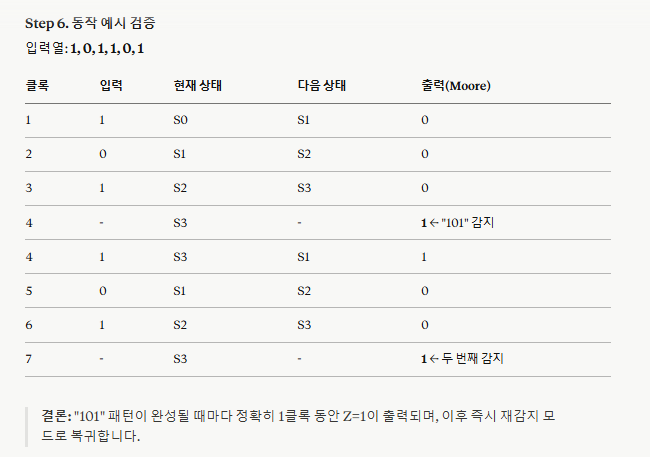 Step 6. 동작 예시 검증
입력열: 1, 0, 1, 1, 0, 1
클록 입력 현재 상태 다음 상태 출력(Moore)
1 1 S0 S1 0
2 0 S1 S2 0
3 1 S2 S3 0
4 - S3 - 1 ← "101" 감지
4 1 S3 S1 1
5 0 S1 S2 0
6 1 S2 S3 0
7 - S3 - 1 ← 두 번째 감지
결론: "101" 패턴이 완성될 때마다 정확히 1클록 동안 Z=1이 출력되며, 이후 즉시 재감지 모
드로 복귀합니다.